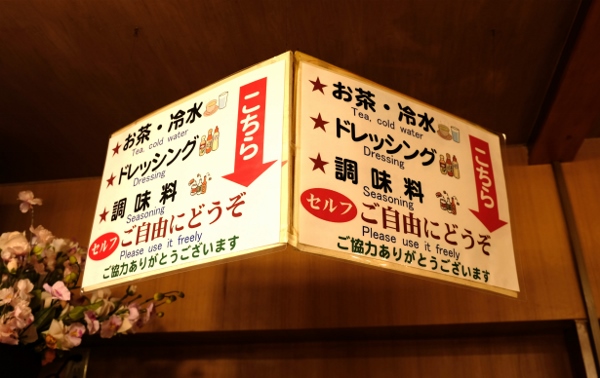 ★お茶・冷水
Tea. cold water
★ドレッシング
Dressing
★調味料
Seasoning
こちら
セルフ ご自由にどうぞ
Please use it freely
ご協力ありがとうございます
★お茶・冷水
Tea. cold water
★ドレッシング
Dressing
★調味料
Seasoning
こちら
セルフ ご自由にどうぞ
Please use it freely
ご協力ありがとうございます